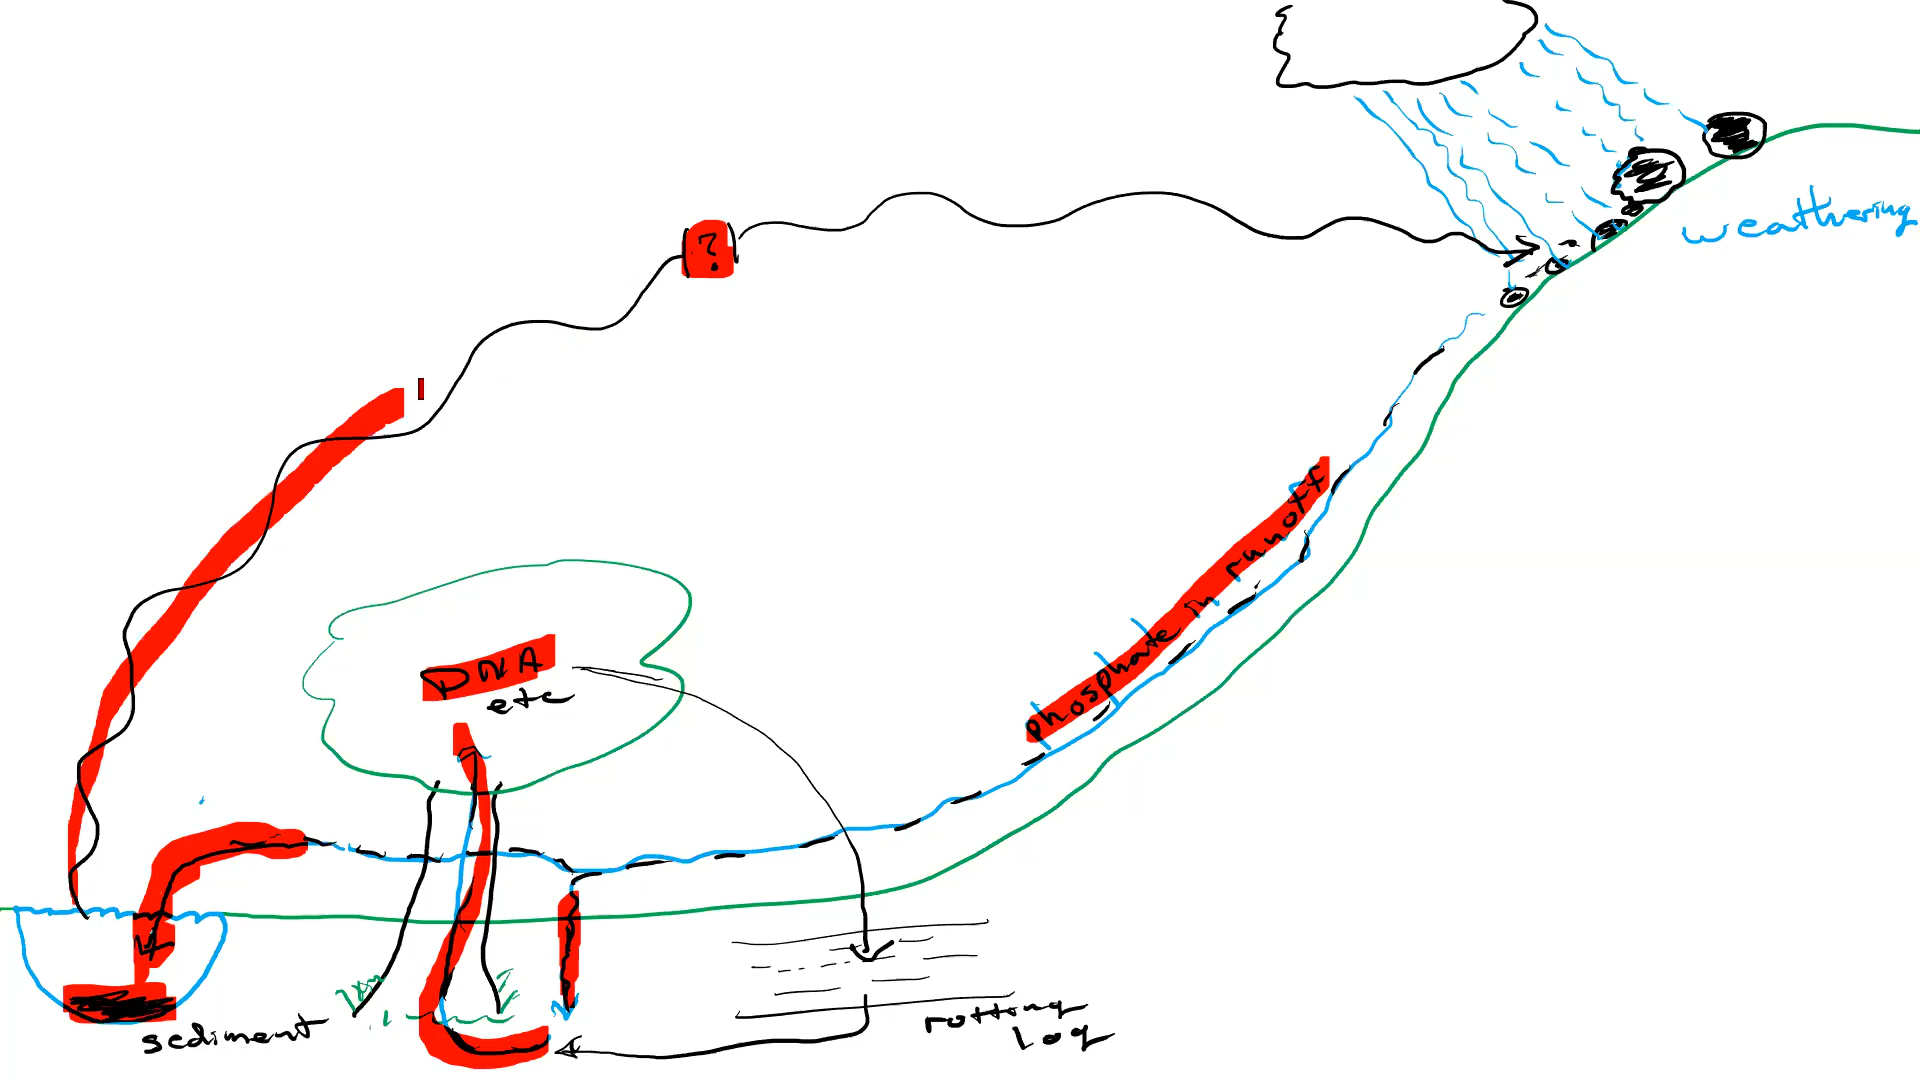 weathering
?
phosphate in runoff
DNA
etc
sediment
rotting
log